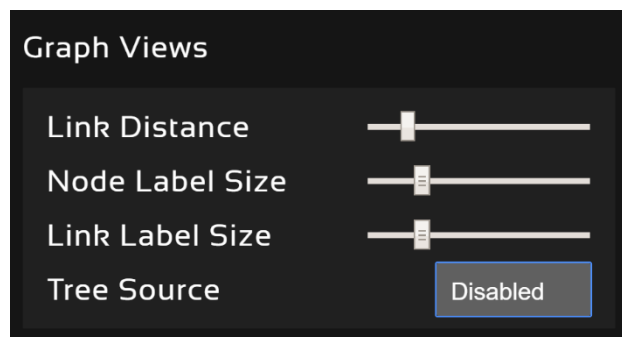 Graph Views
Link Distance
Node Label Size
Link Label Size
Tree Source Disabled